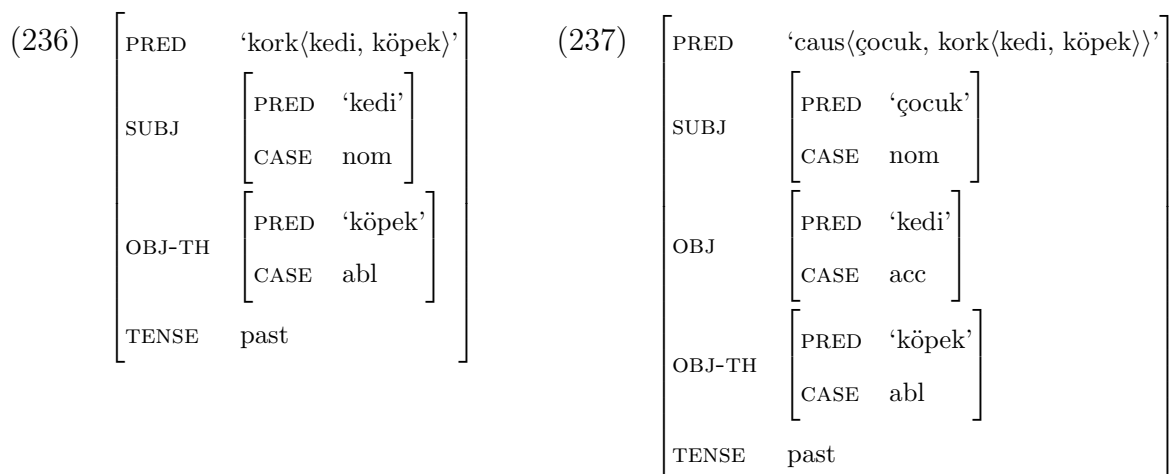 (236)
PRED ‘kork⟨kedi, köpek⟩’
SUBJ
PRED ‘kedi’
CASE nom
OBJ-TH
PRED ‘köpek’
CASE abl
TENSE past
(237)
PRED ‘caus⟨çocuk, kork⟨kedi, köpek⟩⟩’
SUBJ
PRED ‘çocuk’
CASE nom
OBJ
PRED ‘kedi’
CASE acc
OBJ-TH
PRED ‘köpek’
CASE abl
TENSE past